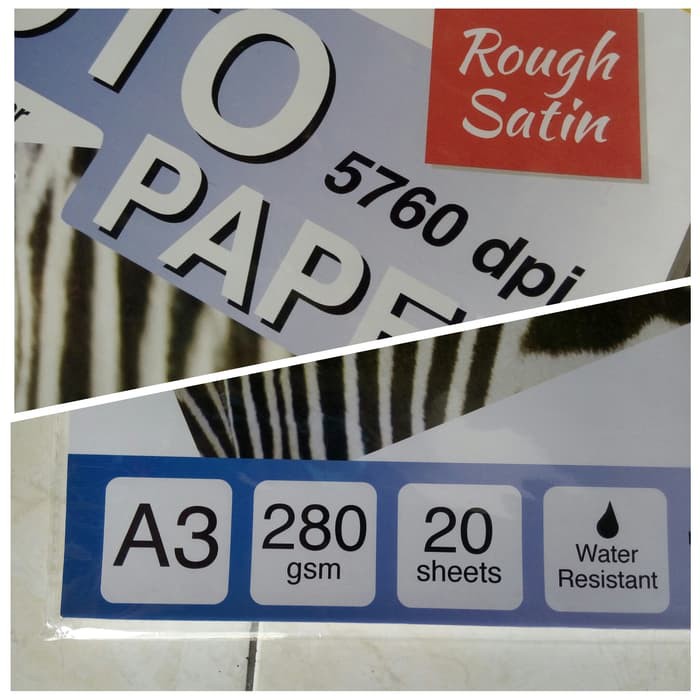 OTO
Rough
Satin
5760 dpi
PAPE
A3
280
gsm
20
sheets
Water
Resistant